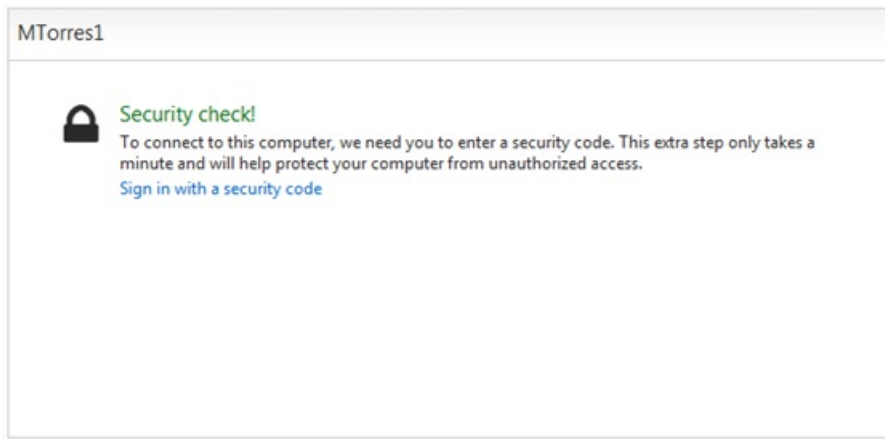 MTorres1
Security check!
To connect to this computer, we need you to enter a security code. This extra step only takes a
minute and will help protect your computer from unauthorized access.
Sign in with a security code